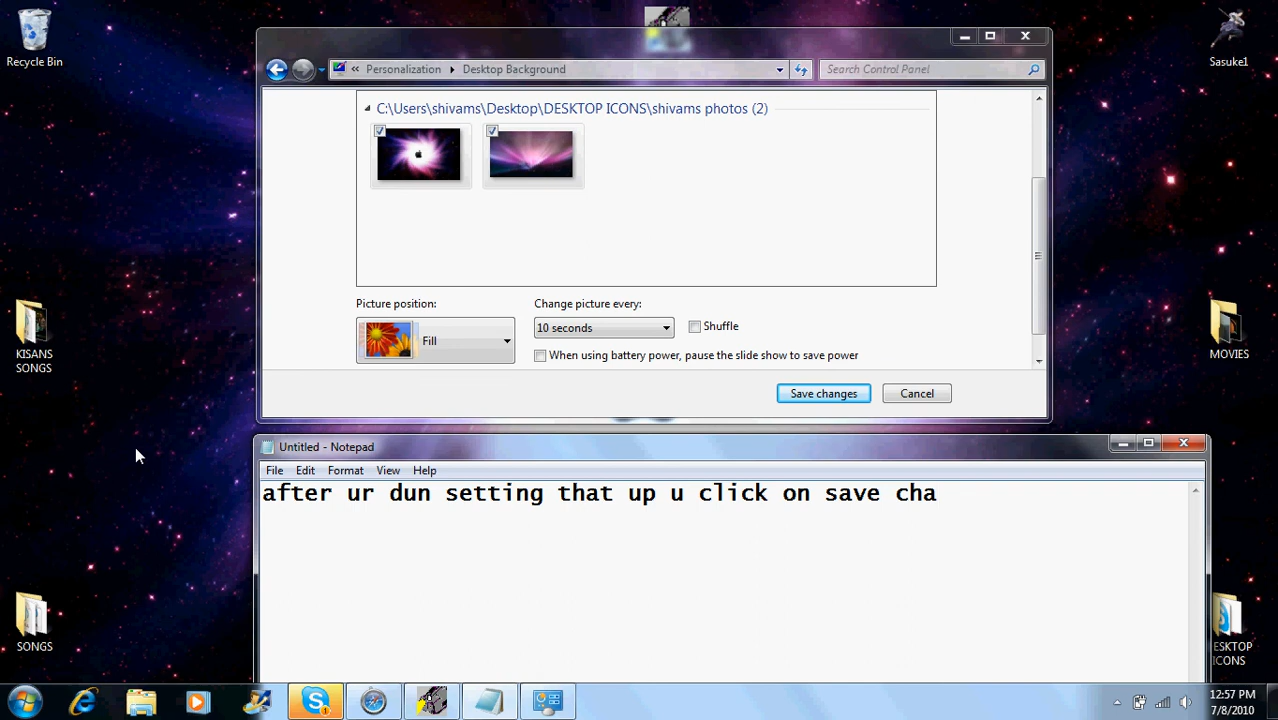 Recycle Bin
Sasuke1
Personalization
Desktop Background
Search Control Panel
C:\Users\shivams\Desktop\DESKTOP ICONS\shivams photos (2)
Picture position:
Change picture every:
Fill
10 seconds
Shuffle
When using battery power, pause the slide show to save power
Save changes
Cancel
KISANS
SONGS
MOVIES
Untitled - Notepad
File Edit Format View Help
after ur dun setting that up u click on save cha
SONGS
ESKTOP
ICONS
12:57 PM
7/8/2010